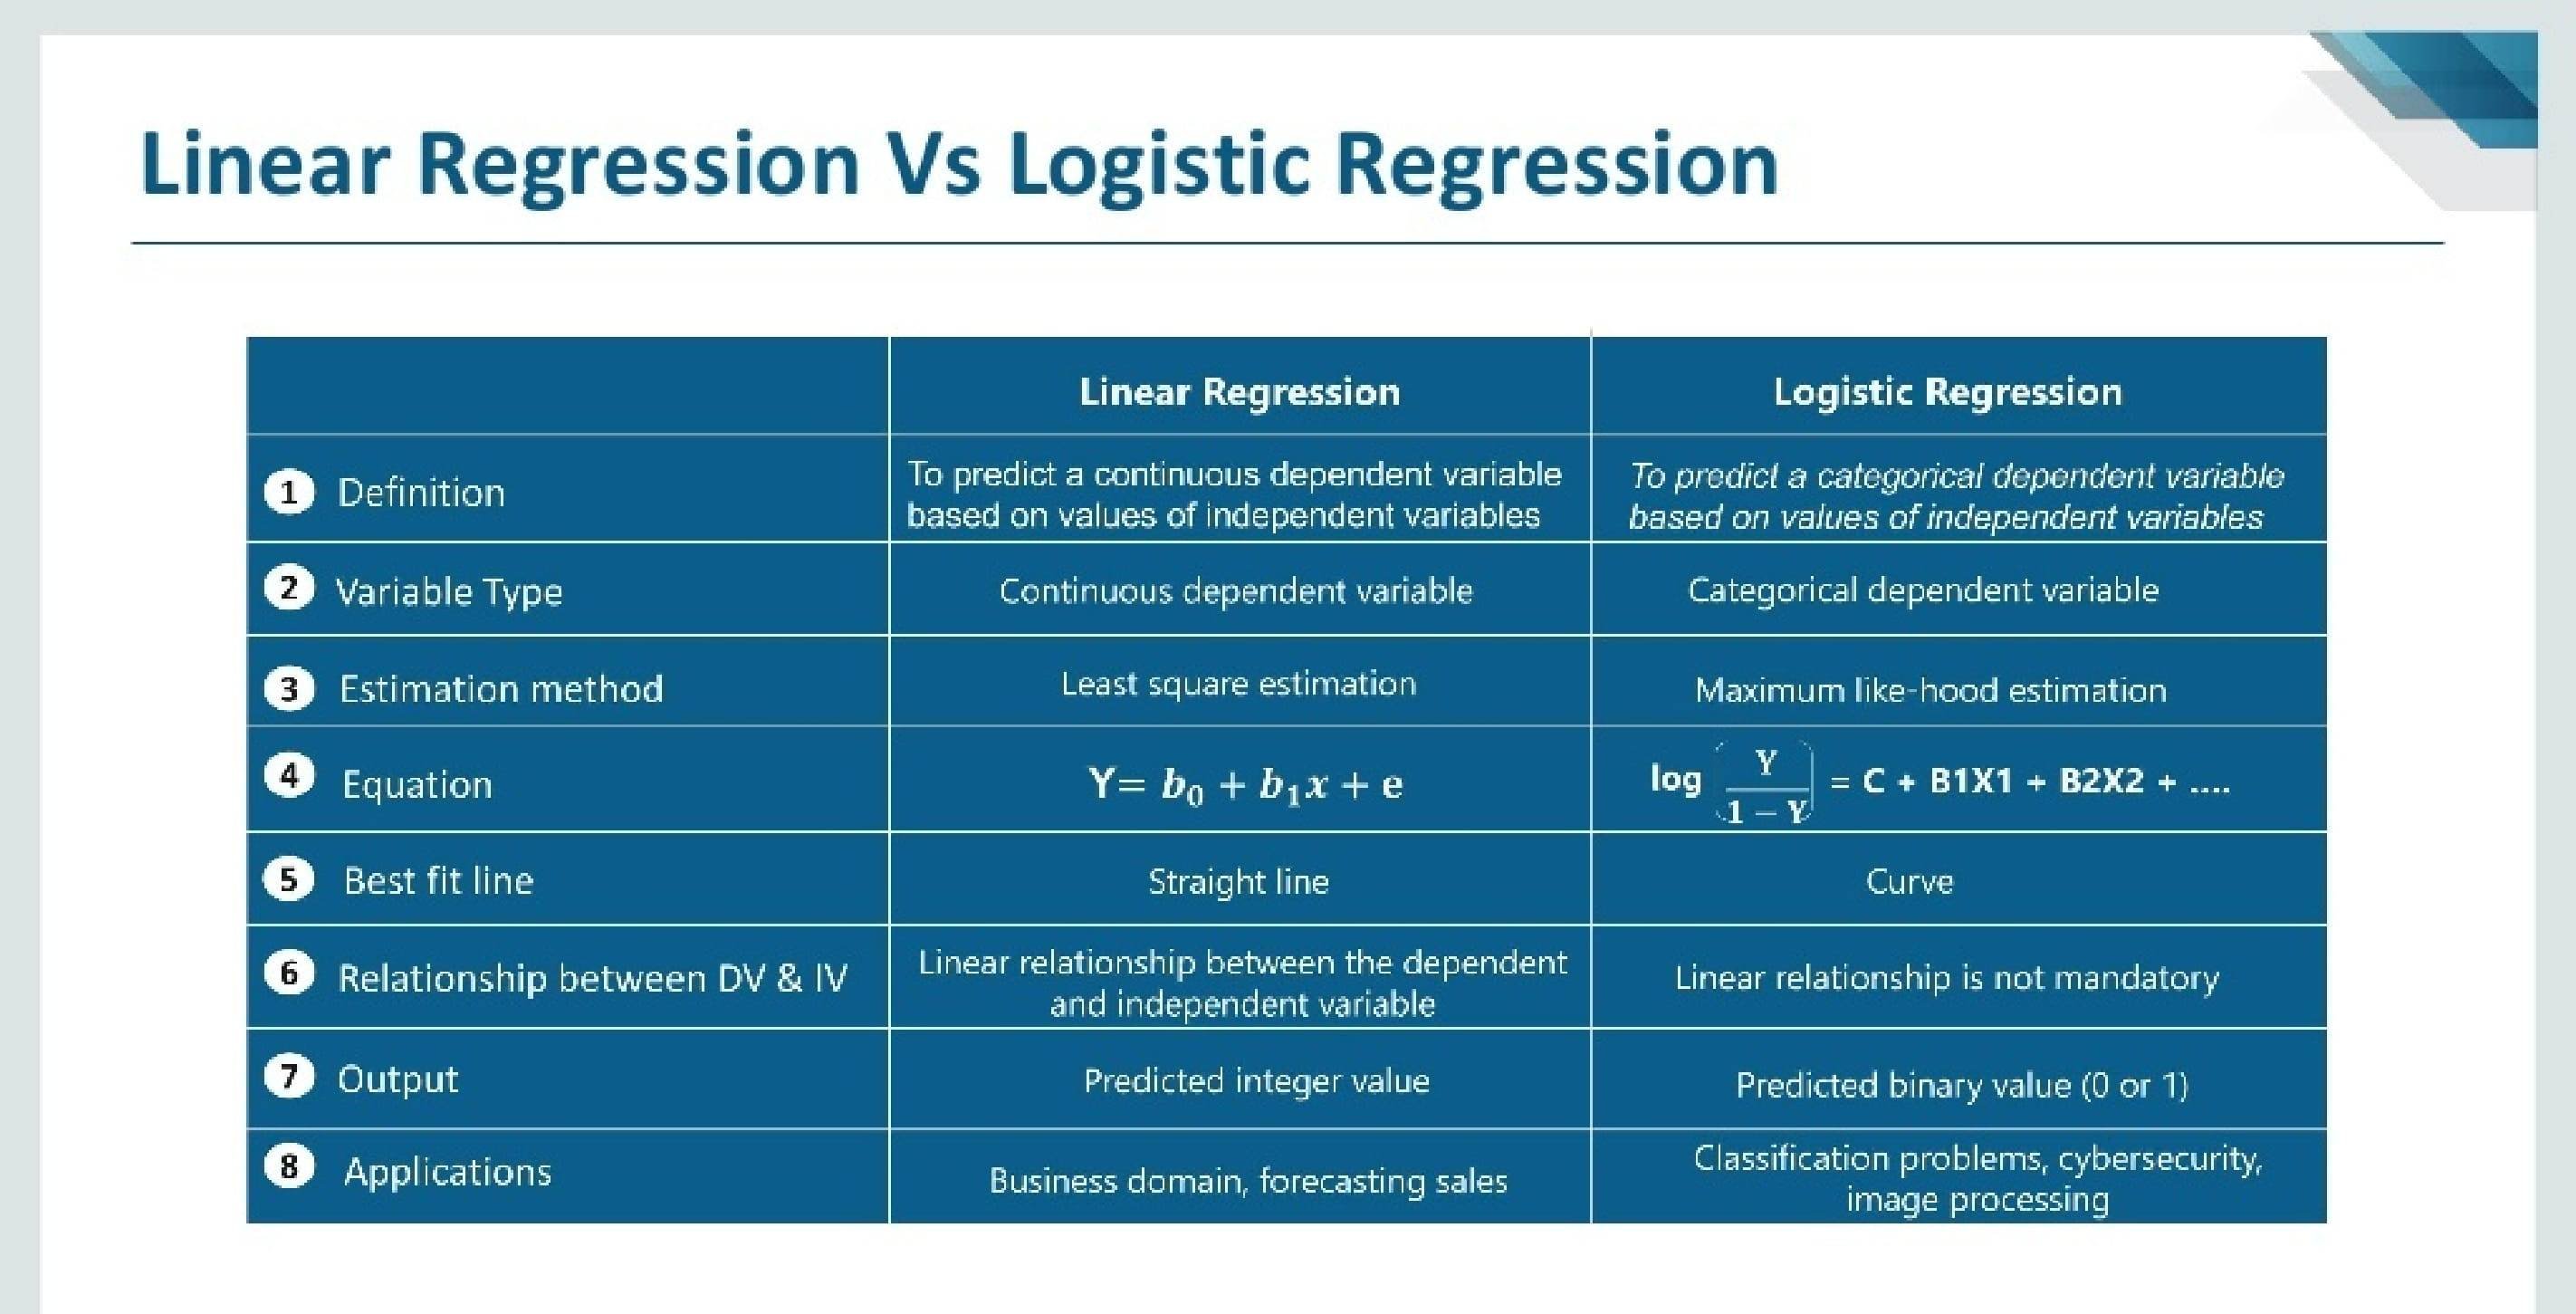 Linear Regression Vs Logistic Regression
Linear Regression
Logistic Regression
1 Definition
To predict a continuous dependent variable
based on values of independent variables
To predict a categorical dependent variable
based on values of independent variables
2 Variable Type
Continuous dependent variable
Categorical dependent variable
3 Estimation method
Least square estimation
Maximum like-hood estimation
4 Equation
Y= b₀ + b₁x + e
log (Y / 1 − Y) = C + B1X1 + B2X2 + ....
5 Best fit line
Straight line
Curve
6 Relationship between DV & IV
Linear relationship between the dependent
and independent variable
Linear relationship is not mandatory
7 Output
Predicted integer value
Predicted binary value (0 or 1)
8 Applications
Business domain, forecasting sales
Classification problems, cybersecurity,
image processing